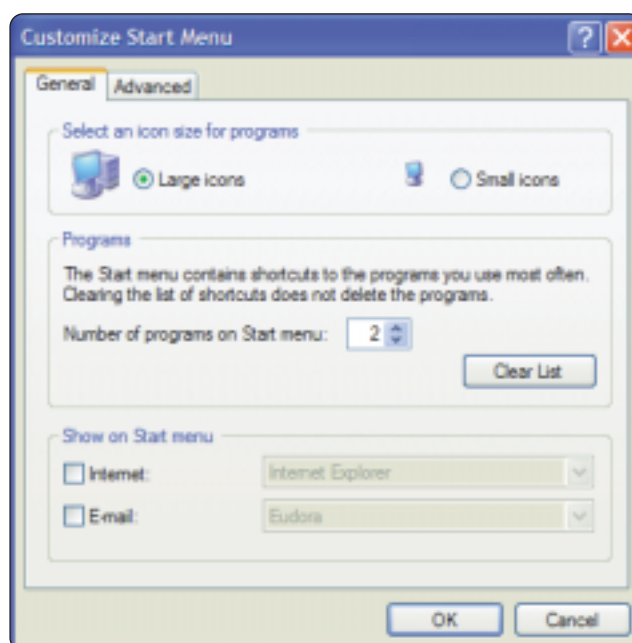 Customize Start Menu
General Advanced
Select an icon size for programs
Large icons Small icons
Programs
The Start menu contains shortcuts to the programs you use most often.
Clearing the list of shortcuts does not delete the programs.
Number of programs on Start menu: 2
Clear List
Show on Start menu
Internet: Internet Explorer
E-mail: Eudora
OK Cancel